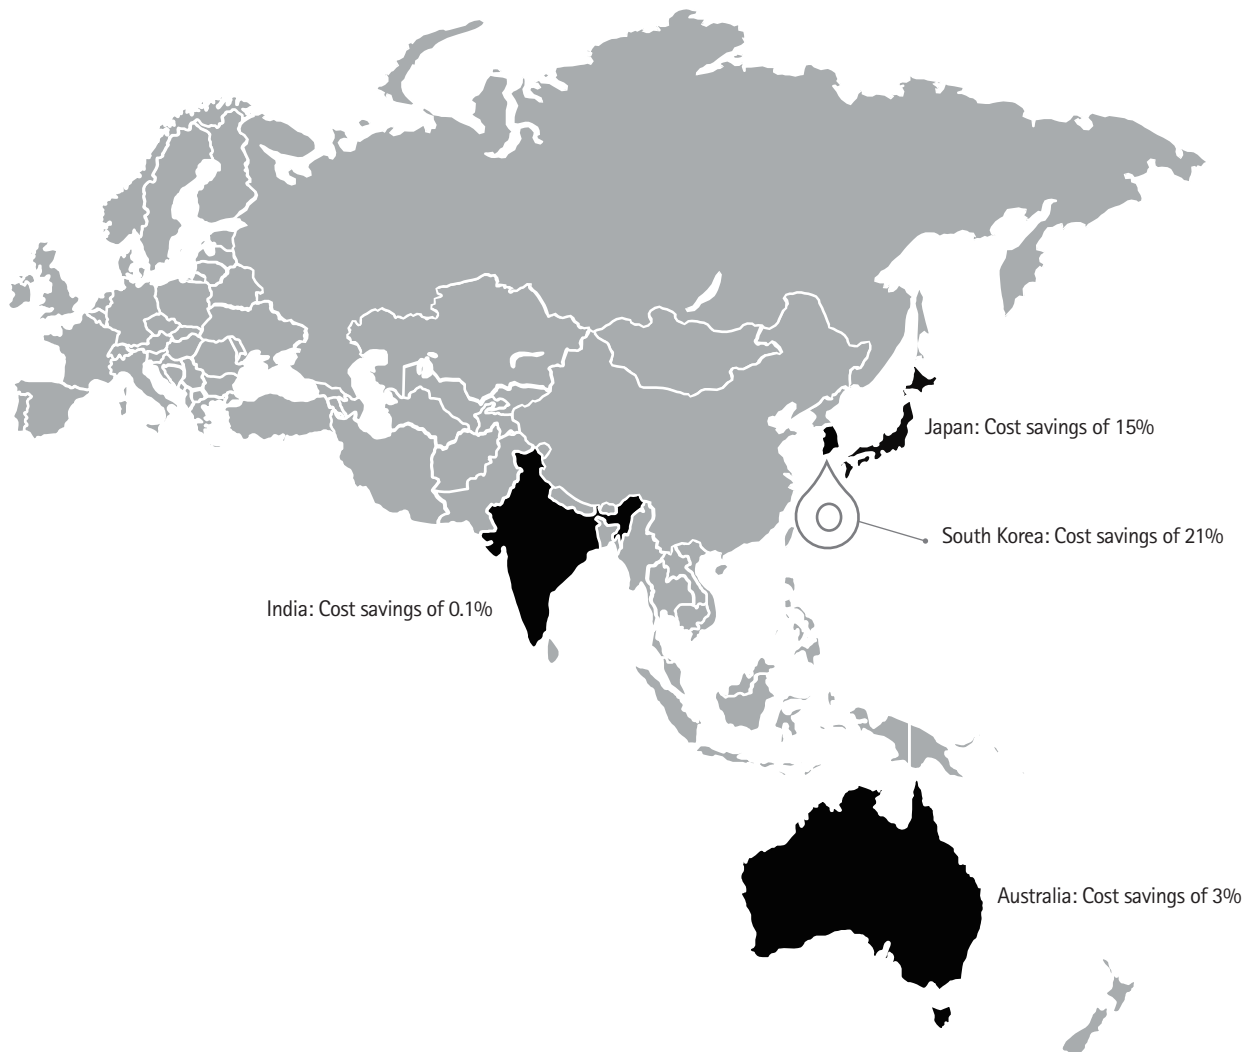 Japan: Cost savings of 15%
South Korea: Cost savings of 21%
India: Cost savings of 0.1%
Australia: Cost savings of 3%